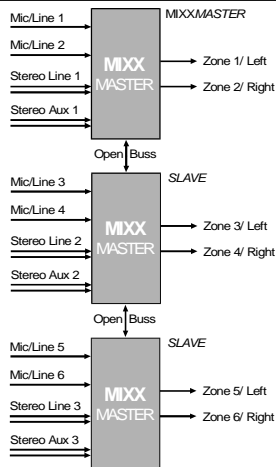 Mic/Line 1
MIXXMASTER
Mic/Line 2
Zone 1/ Left
MIXX
MASTER
Stereo Line 1
Zone 2/ Right
Stereo Aux 1
Open Buss
Mic/Line 3
SLAVE
Mic/Line 4
Zone 3/ Left
MIXX
MASTER
Stereo Line 2
Zone 4/ Right
Stereo Aux 2
Open Buss
Mic/Line 5
SLAVE
Mic/Line 6
Zone 5/ Left
MIXX
MASTER
Stereo Line 3
Zone 6/ Right
Stereo Aux 3